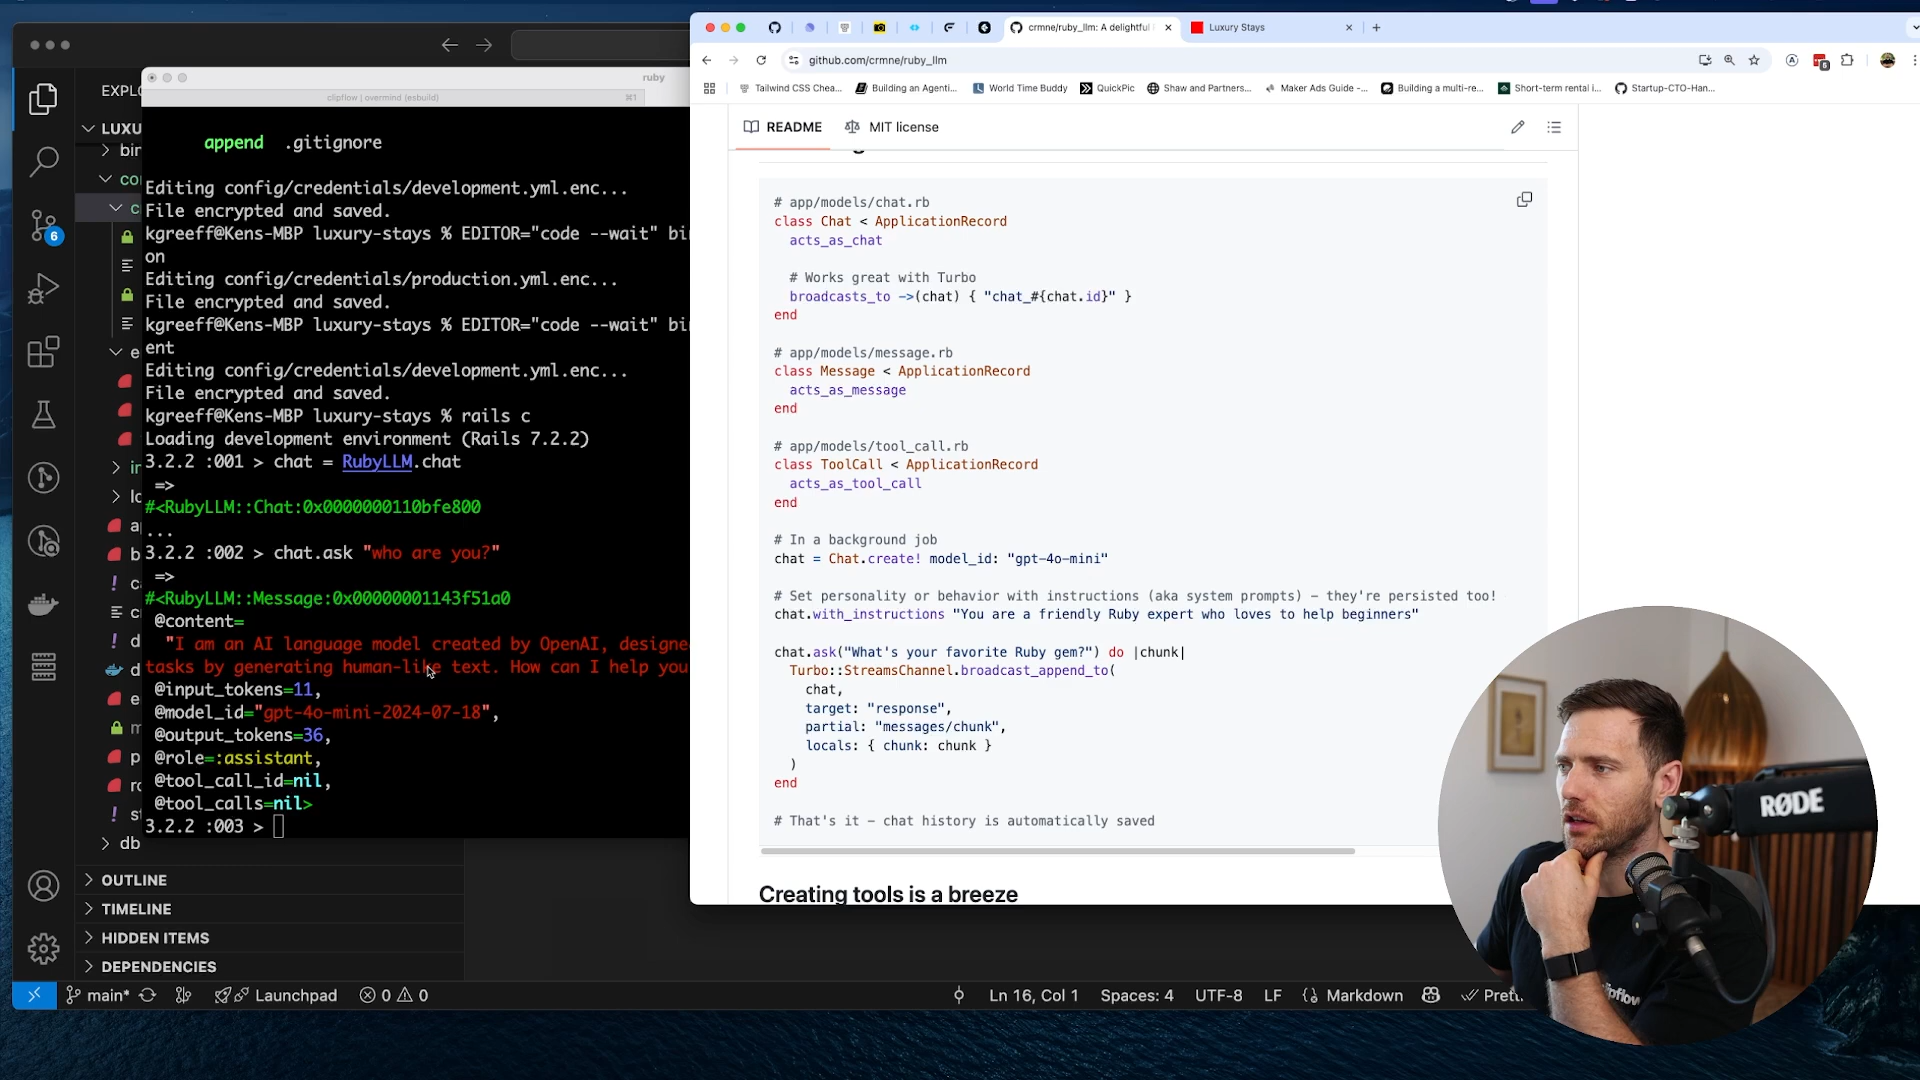 EXPL
LUXU
bin
co
c
e
in
lo
a
b
c
c
d
d
e
m
p
ro
s
db
OUTLINE
TIMELINE
HIDDEN ITEMS
DEPENDENCIES
6
main*
Launchpad
0
0
Ln 16, Col 1
Spaces: 4
UTF-8
LF
{} Markdown
ruby
clipflow | overmind (esbuild)
⌘1
append .gitignore
Editing config/credentials/development.yml.enc...
File encrypted and saved.
kgreeff@Kens-MBP luxury-stays % EDITOR="code --wait" bi
on
Editing config/credentials/production.yml.enc...
File encrypted and saved.
kgreeff@Kens-MBP luxury-stays % EDITOR="code --wait" bi
ent
Editing config/credentials/development.yml.enc...
File encrypted and saved.
kgreeff@Kens-MBP luxury-stays % rails c
Loading development environment (Rails 7.2.2)
3.2.2 :001 > chat = RubyLLM.chat
=>
#<RubyLLM::Chat:0x0000000110bfe800
...
3.2.2 :002 > chat.ask "who are you?"
=>
#<RubyLLM::Message:0x00000001143f51a0
@content=
"I am an AI language model created by OpenAI, designe
tasks by generating human-like text. How can I help you
@input_tokens=11,
@model_id="gpt-4o-mini-2024-07-18",
@output_tokens=36,
@role=:assistant,
@tool_call_id=nil,
@tool_calls=nil>
3.2.2 :003 >
crmne/ruby_llm: A delightful
Luxury Stays
github.com/crmne/ruby_llm
Tailwind CSS Chea...
Building an Agenti...
World Time Buddy
QuickPic
Shaw and Partners...
Maker Ads Guide -...
Building a multi-re...
Short-term rental i...
Startup-CTO-Han...
README
MIT license
# app/models/chat.rb
class Chat < ApplicationRecord
acts_as_chat
# Works great with Turbo
broadcasts_to ->(chat) { "chat_#{chat.id}" }
end
# app/models/message.rb
class Message < ApplicationRecord
acts_as_message
end
# app/models/tool_call.rb
class ToolCall < ApplicationRecord
acts_as_tool_call
end
# In a background job
chat = Chat.create! model_id: "gpt-4o-mini"
# Set personality or behavior with instructions (aka system prompts) - they're persisted too!
chat.with_instructions "You are a friendly Ruby expert who loves to help beginners"
chat.ask("What's your favorite Ruby gem?") do |chunk|
Turbo::StreamsChannel.broadcast_append_to(
chat,
target: "response",
partial: "messages/chunk",
locals: { chunk: chunk }
)
end
# That's it - chat history is automatically saved
Creating tools is a breeze
RØDE